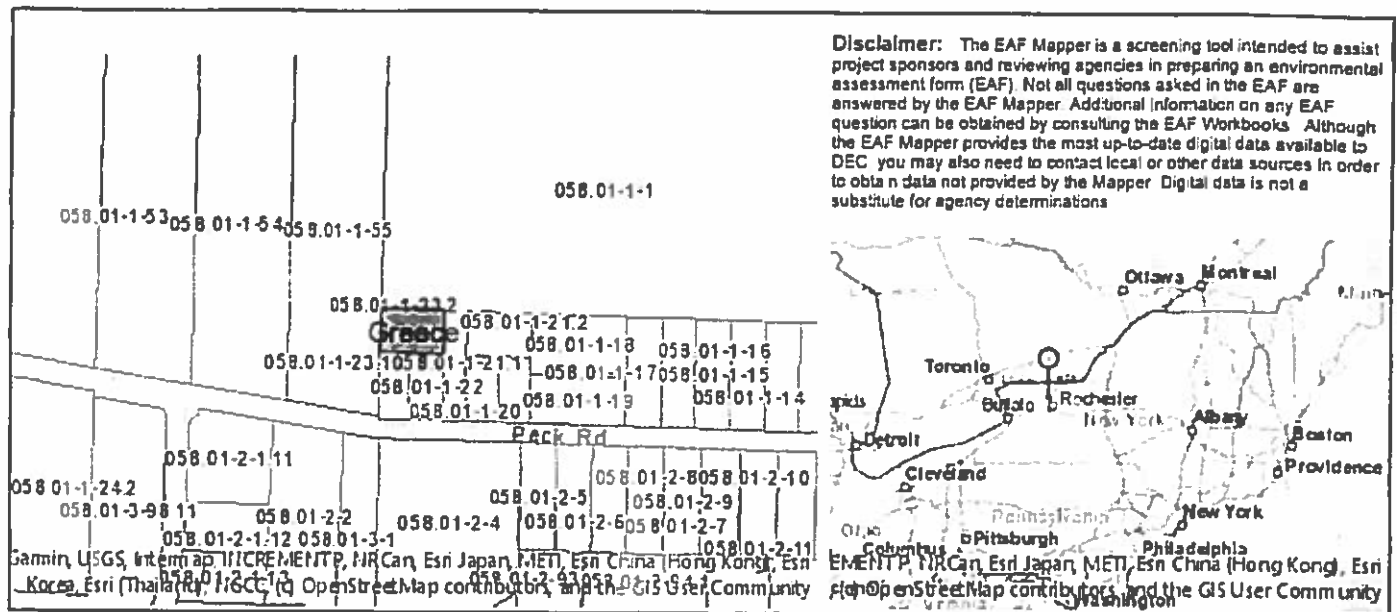 Disclaimer: The EAF Mapper is a screening tool intended to assist
project sponsors and reviewing agencies in preparing an environmental
assessment form (EAF). Not all questions asked in the EAF are
answered by the EAF Mapper. Additional information on any EAF
question can be obtained by consulting the EAF Workbooks. Although
the EAF Mapper provides the most up-to-date digital data available to
DEC, you may also need to contact local or other data sources in order
to obtain data not provided by the Mapper. Digital data is not a
substitute for agency determinations.
058.01-1-1
058.01-1-53
058.01-1-54
058.01-1-55
Greece
058.01-1-21.2
058.01-1-18
058.01-1-16
058.01-1-17
058.01-1-15
058.01-1-22
058.01-1-19
058.01-1-14
058.01-1-20
Peck Rd
058.01-2-1.11
058.01-1-24.2
058.01-2-8
058.01-2-10
058.01-2-5
058.01-2-9
058.01-3-98.11
058.01-2-2
058.01-2-4
058.01-2-6
058.01-2-7
058.01-2-1.12
058.01-3-1
058.01-2-11
Garmin, USGS, Intermap, INCREMENT P, NRCan, Esri Japan, METI, Esri China (Hong Kong), Esri
Korea, Esri (Thailand), NGCC, (c) OpenStreetMap contributors, and the GIS User Community
Ottawa
Montreal
Toronto
Rochester
Buffalo
New York
Albany
Detroit
Boston
Providence
Cleveland
Pennsylvania
New York
Columbus
Pittsburgh
Philadelphia
EMENT P, NRCan, Esri Japan, METI, Esri China (Hong Kong), Esri
OpenStreetMap contributors, and the GIS User Community
Washington